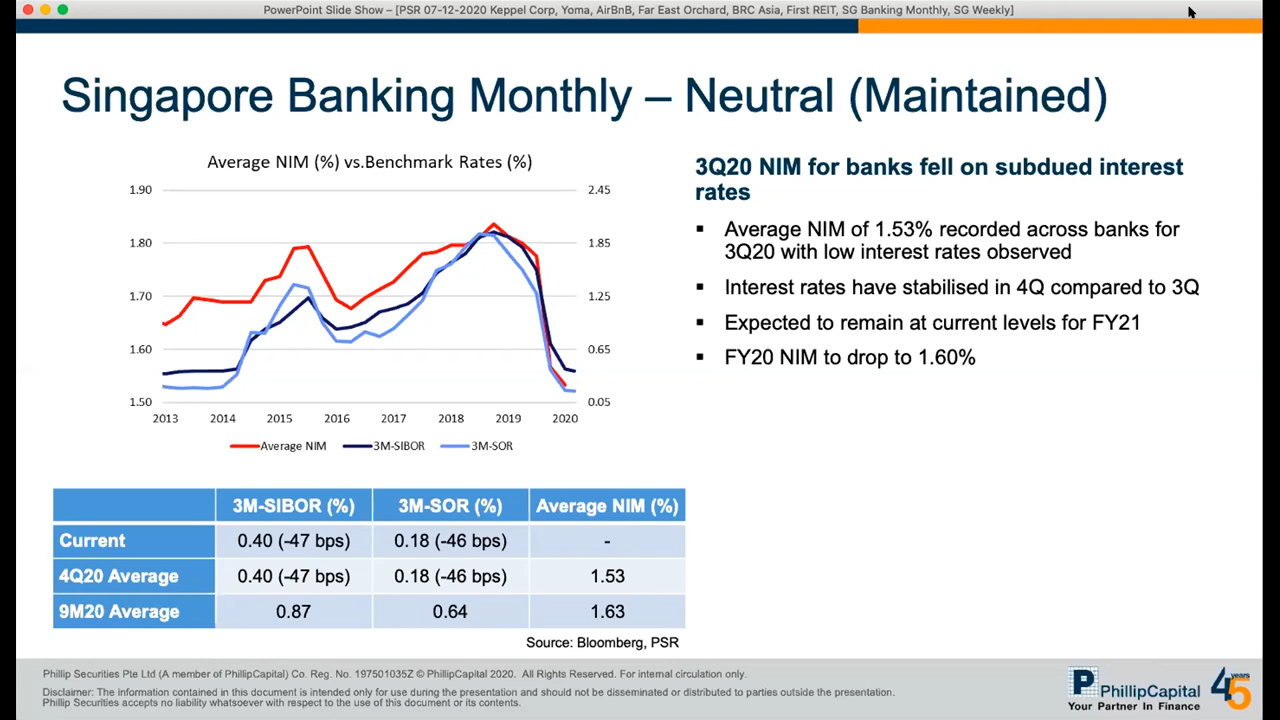 PowerPoint Slide Show – [PSR 07-12-2020 Keppel Corp, Yoma, AirBnB, Far East Orchard, BRC Asia, First REIT, SG Banking Monthly, SG Weekly]
Singapore Banking Monthly – Neutral (Maintained)
Average NIM (%) vs.Benchmark Rates (%)
1.90 2.45
1.80 1.85
1.70 1.25
1.60 0.65
1.50 0.05
2013 2014 2015 2016 2017 2018 2019 2020
Average NIM 3M-SIBOR 3M-SOR
3Q20 NIM for banks fell on subdued interest
rates
▪ Average NIM of 1.53% recorded across banks for
3Q20 with low interest rates observed
▪ Interest rates have stabilised in 4Q compared to 3Q
▪ Expected to remain at current levels for FY21
▪ FY20 NIM to drop to 1.60%
3M-SIBOR (%) 3M-SOR (%) Average NIM (%)
Current 0.40 (-47 bps) 0.18 (-46 bps) -
4Q20 Average 0.40 (-47 bps) 0.18 (-46 bps) 1.53
9M20 Average 0.87 0.64 1.63
Source: Bloomberg, PSR
Phillip Securities Pte Ltd (A member of PhillipCapital) Co. Reg. No. 197501035Z © PhillipCapital 2020. All Rights Reserved. For internal circulation only.
Disclaimer: The information contained in this document is intended only for use during the presentation and should not be disseminated or distributed to parties outside the presentation.
Phillip Securities accepts no liability whatsoever with respect to the use of this document or its contents.
P PhillipCapital
Your Partner In Finance
45 years